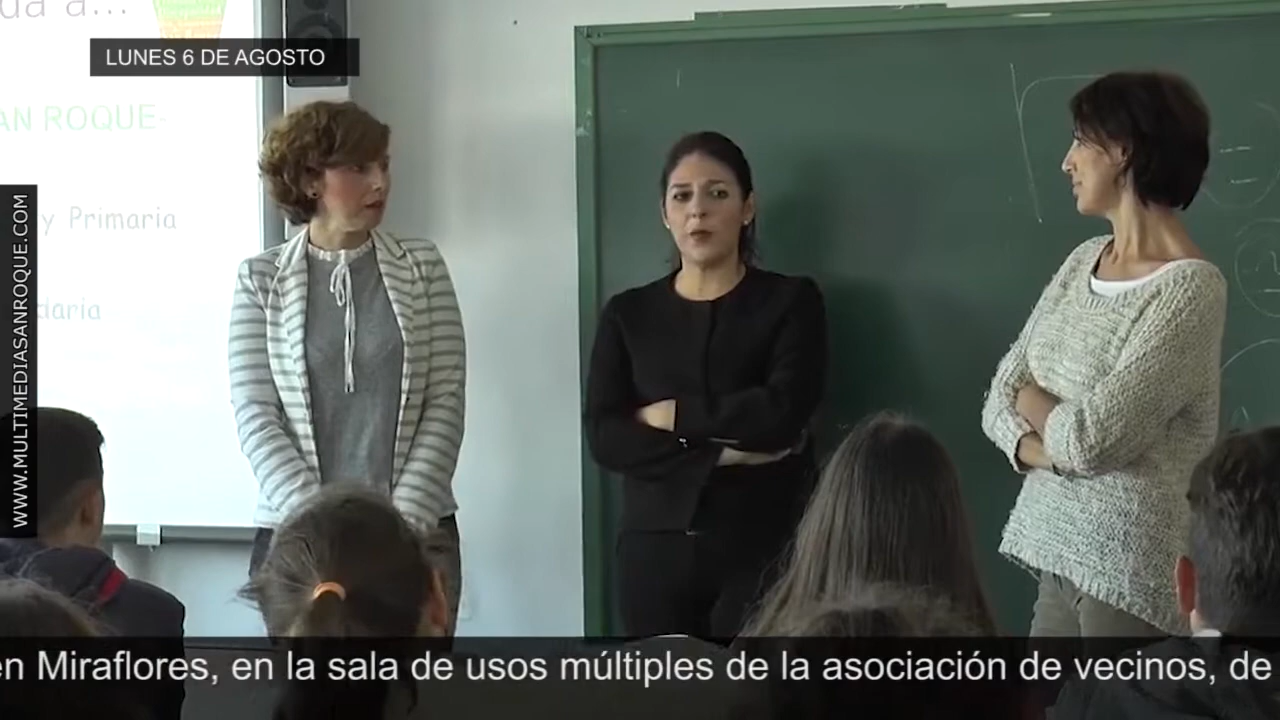 da a...
LUNES 6 DE AGOSTO
AN ROQUE
y Primaria
daria
WWW.MULTIMEDIASANROQUE.COM
en Miraflores, en la sala de usos múltiples de la asociación de vecinos, de